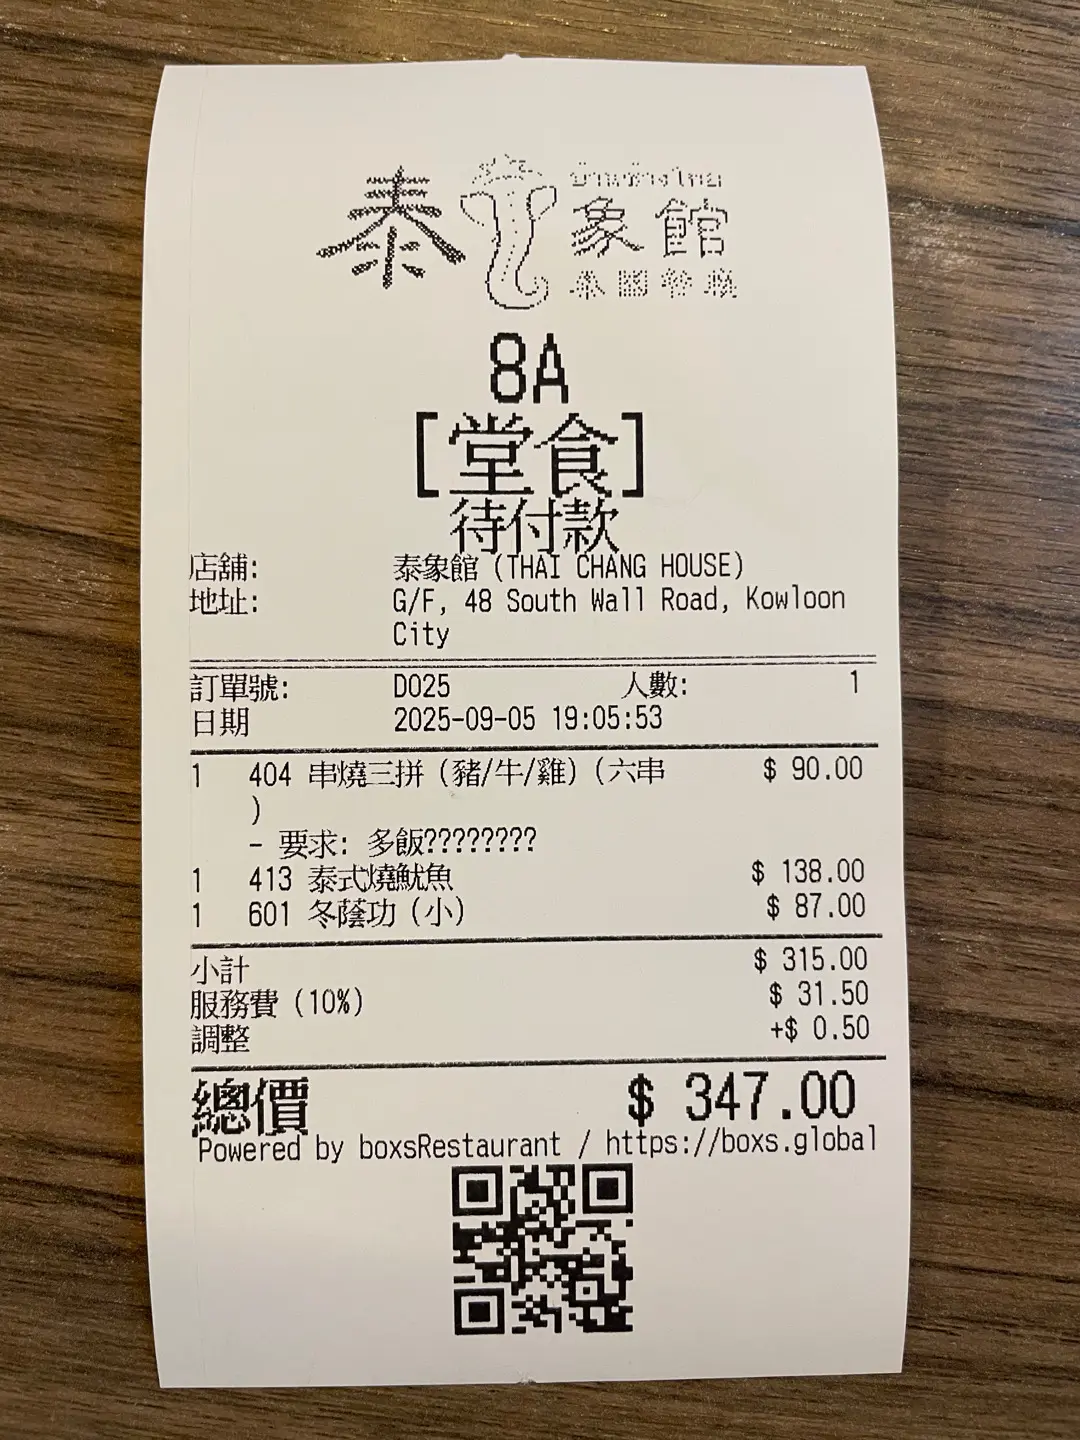 泰 象館
泰國餐廳
8A
[堂食]
待付款
店舖: 泰象館 (THAI CHANG HOUSE)
地址: G/F, 48 South Wall Road, Kowloon
City
訂單號: D025 人數: 1
日期 2025-09-05 19:05:53
1 404 串燒三拼 (豬/牛/雞) (六串 $ 90.00
)
- 要求: 多飯????????
1 413 泰式燒魷魚 $ 138.00
1 601 冬蔭功 (小) $ 87.00
小計 $ 315.00
服務費 (10%) $ 31.50
調整 +$ 0.50
總價 $ 347.00
Powered by boxsRestaurant / https://boxs.global